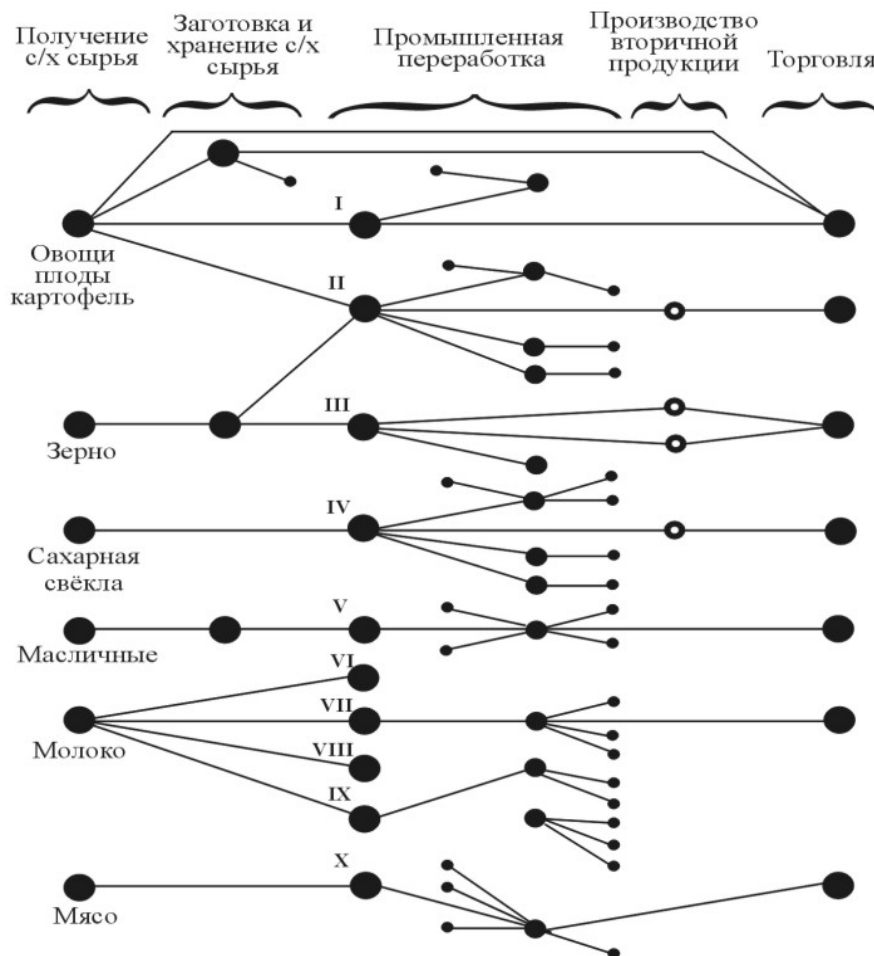 Получение
с/х сырья
Заготовка и
хранение с/х
сырья
Промышленная
переработка
Производство
вторичной
продукции
Торговля
I
Овощи
плоды
картофель
II
III
Зерно
IV
Сахарная
свёкла
V
Масличные
VI
VII
Молоко
VIII
IX
X
Мясо